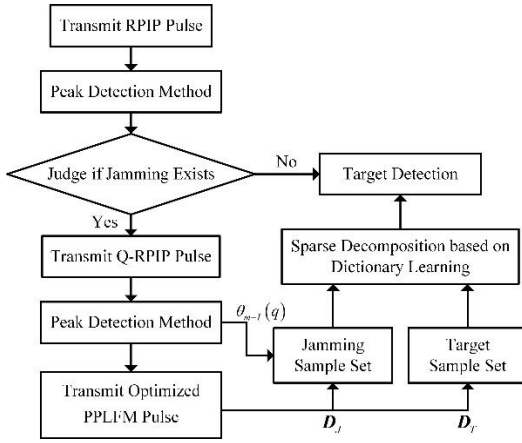 Transmit RPIP Pulse
Peak Detection Method
Judge if Jamming Exists
No
Target Detection
Yes
Transmit Q-RPIP Pulse
Sparse Decomposition based on
Dictionary Learning
Peak Detection Method
θm-1(q)
Jamming
Sample Set
Target
Sample Set
Transmit Optimized
PPLFM Pulse
DJ
DT